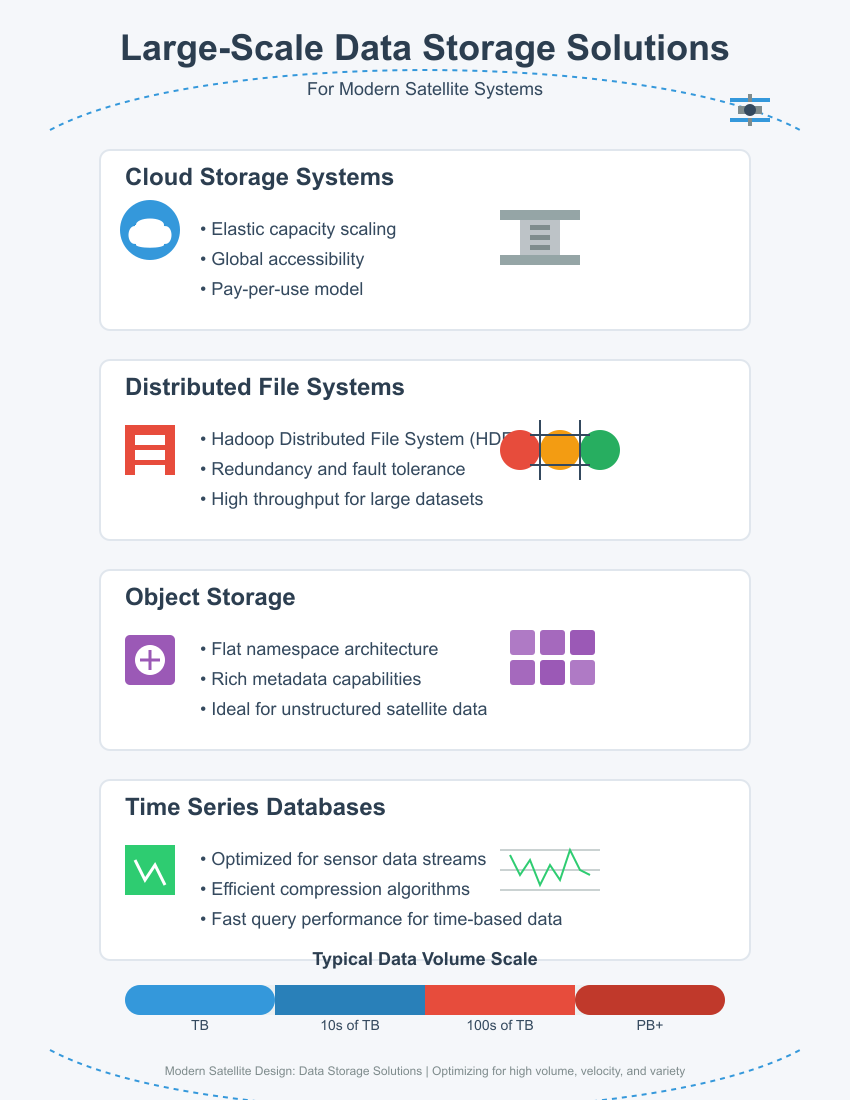 Large-Scale Data Storage Solutions
For Modern Satellite Systems
Cloud Storage Systems
• Elastic capacity scaling
• Global accessibility
• Pay-per-use model
Distributed File Systems
• Hadoop Distributed File System
• Redundancy and fault tolerance
• High throughput for large datasets
Object Storage
• Flat namespace architecture
• Rich metadata capabilities
• Ideal for unstructured satellite data
Time Series Databases
• Optimized for sensor data streams
• Efficient compression algorithms
• Fast query performance for time-based data
Typical Data Volume Scale
TB
10s of TB
100s of TB
PB+
Modern Satellite Design: Data Storage Solutions | Optimizing for high volume, velocity, and variety